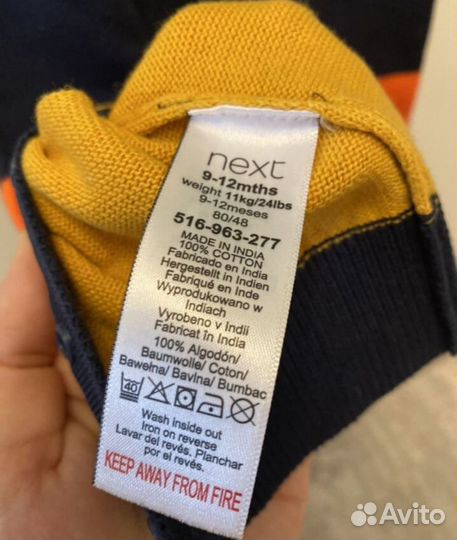 next
9-12mths
weight 11kg/24lbs
9-12meses
80/48
516-963-277
MADE IN INDIA
100% COTTON
Fabricado en India
Hergestellt in Indien
Fabriqué en Inde
Wyprodukowano w
Indiach
Vyrobeno v Indii
Fabricat în India
100% Algodón/
Baumwolle/ Coton/
Bawełna/ Bavlna/ Bumbac
40
Wash inside out
Iron on reverse
Lavar del revés. Planchar
por el revés.
KEEP AWAY FROM FIRE
Avito